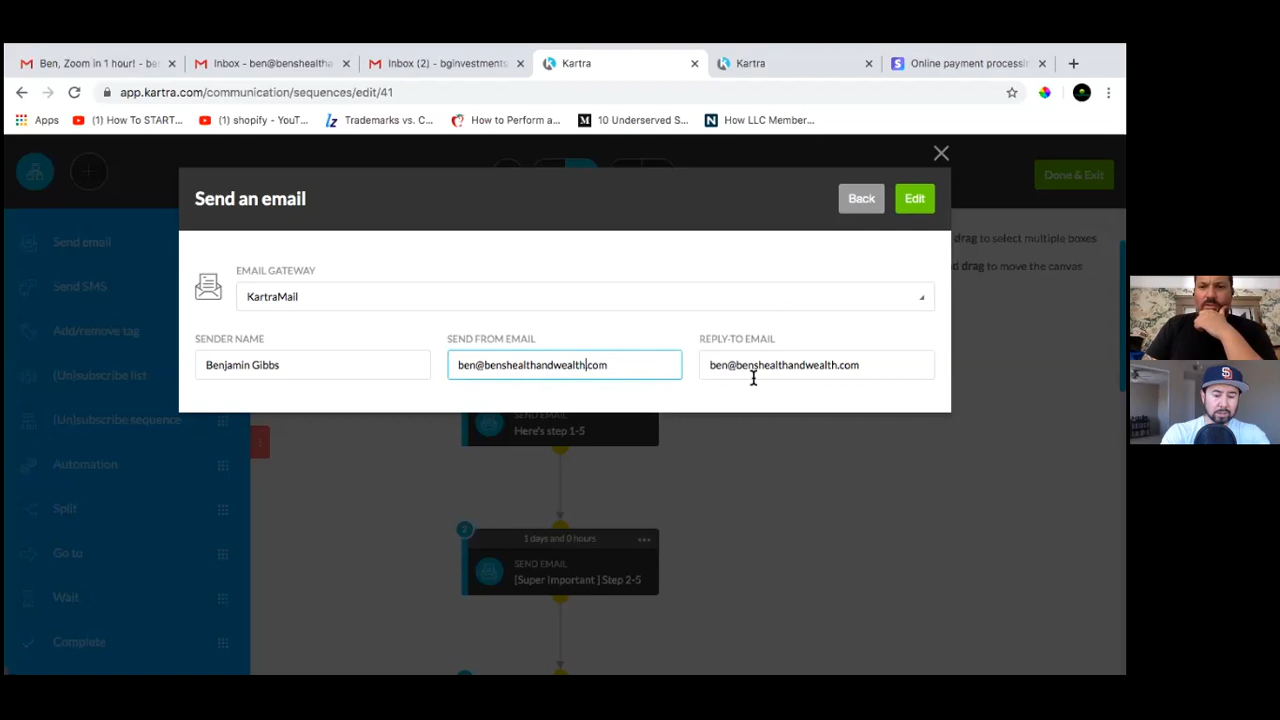 Ben, Zoom in 1 hour! - be
Inbox - ben@benshealtha
Inbox (2) - bginvestments
Kartra
Kartra
Online payment processin
app.kartra.com/communication/sequences/edit/41
Apps
(1) How To START...
(1) shopify - YouT...
Trademarks vs. C...
How to Perform a...
10 Underserved S...
How LLC Member...
Done & Exit
Send an email
Back
Edit
Send email
drag to select multiple boxes
d drag to move the canvas
EMAIL GATEWAY
Send SMS
KartraMail
Add/remove tag
SENDER NAME
SEND FROM EMAIL
REPLY-TO EMAIL
Benjamin Gibbs
ben@benshealthandwealth.com
ben@benshealthandwealth.com
(Un)subscribe list
(Un)subscribe sequence
SEND EMAIL
Here's step 1-5
Automation
Split
2
1 days and 0 hours
Go to
SEND EMAIL
[Super Important ] Step 2-5
Wait
Complete